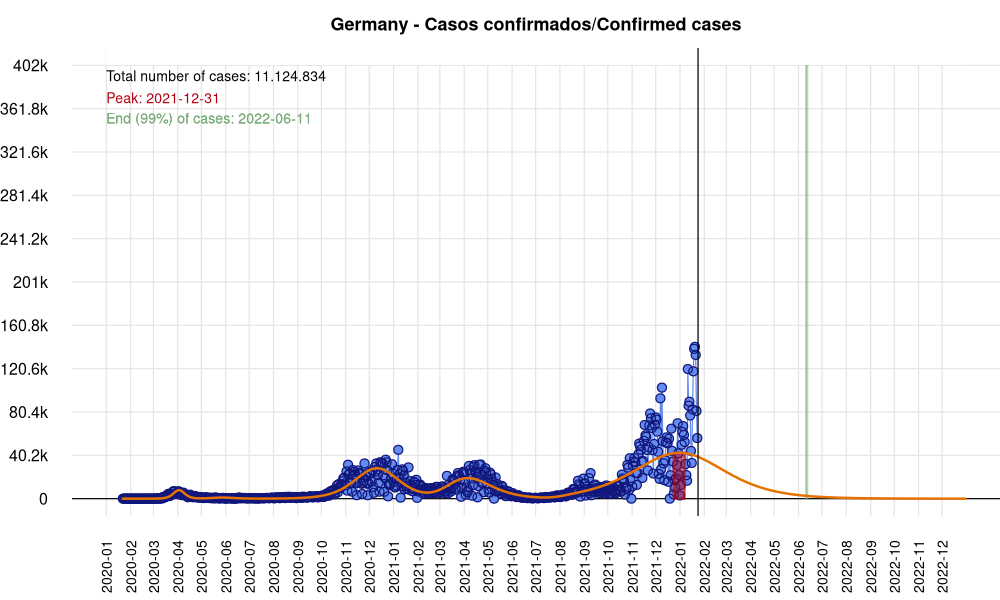 Germany - Casos confirmados/Confirmed cases
Total number of cases: 11.124.834
Peak: 2021-12-31
End (99%) of cases: 2022-06-11
402k
361.8k
321.6k
281.4k
241.2k
201k
160.8k
120.6k
80.4k
40.2k
0
2020-01
2020-02
2020-03
2020-04
2020-05
2020-06
2020-07
2020-08
2020-09
2020-10
2020-11
2020-12
2021-01
2021-02
2021-03
2021-04
2021-05
2021-06
2021-07
2021-08
2021-09
2021-10
2021-11
2021-12
2022-01
2022-02
2022-03
2022-04
2022-05
2022-06
2022-07
2022-08
2022-09
2022-10
2022-11
2022-12